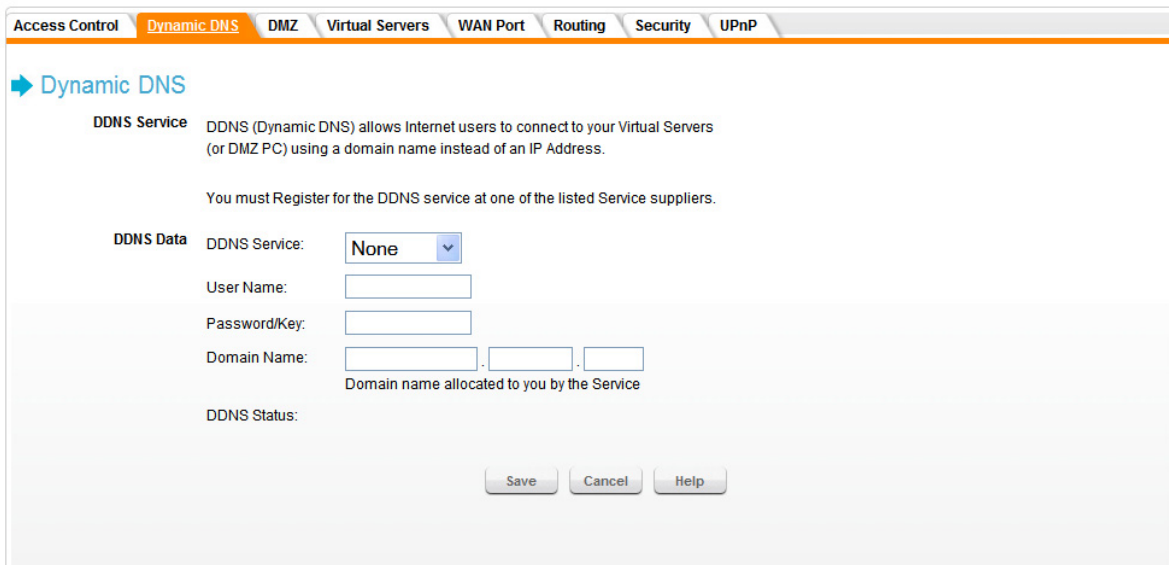 Access Control Dynamic DNS DMZ Virtual Servers WAN Port Routing Security UPnP
Dynamic DNS
DDNS Service
DDNS (Dynamic DNS) allows Internet users to connect to your Virtual Servers
(or DMZ PC) using a domain name instead of an IP Address.
You must Register for the DDNS service at one of the listed Service suppliers.
DDNS Data
DDNS Service: None
User Name:
Password/Key:
Domain Name: . .
Domain name allocated to you by the Service
DDNS Status:
Save Cancel Help